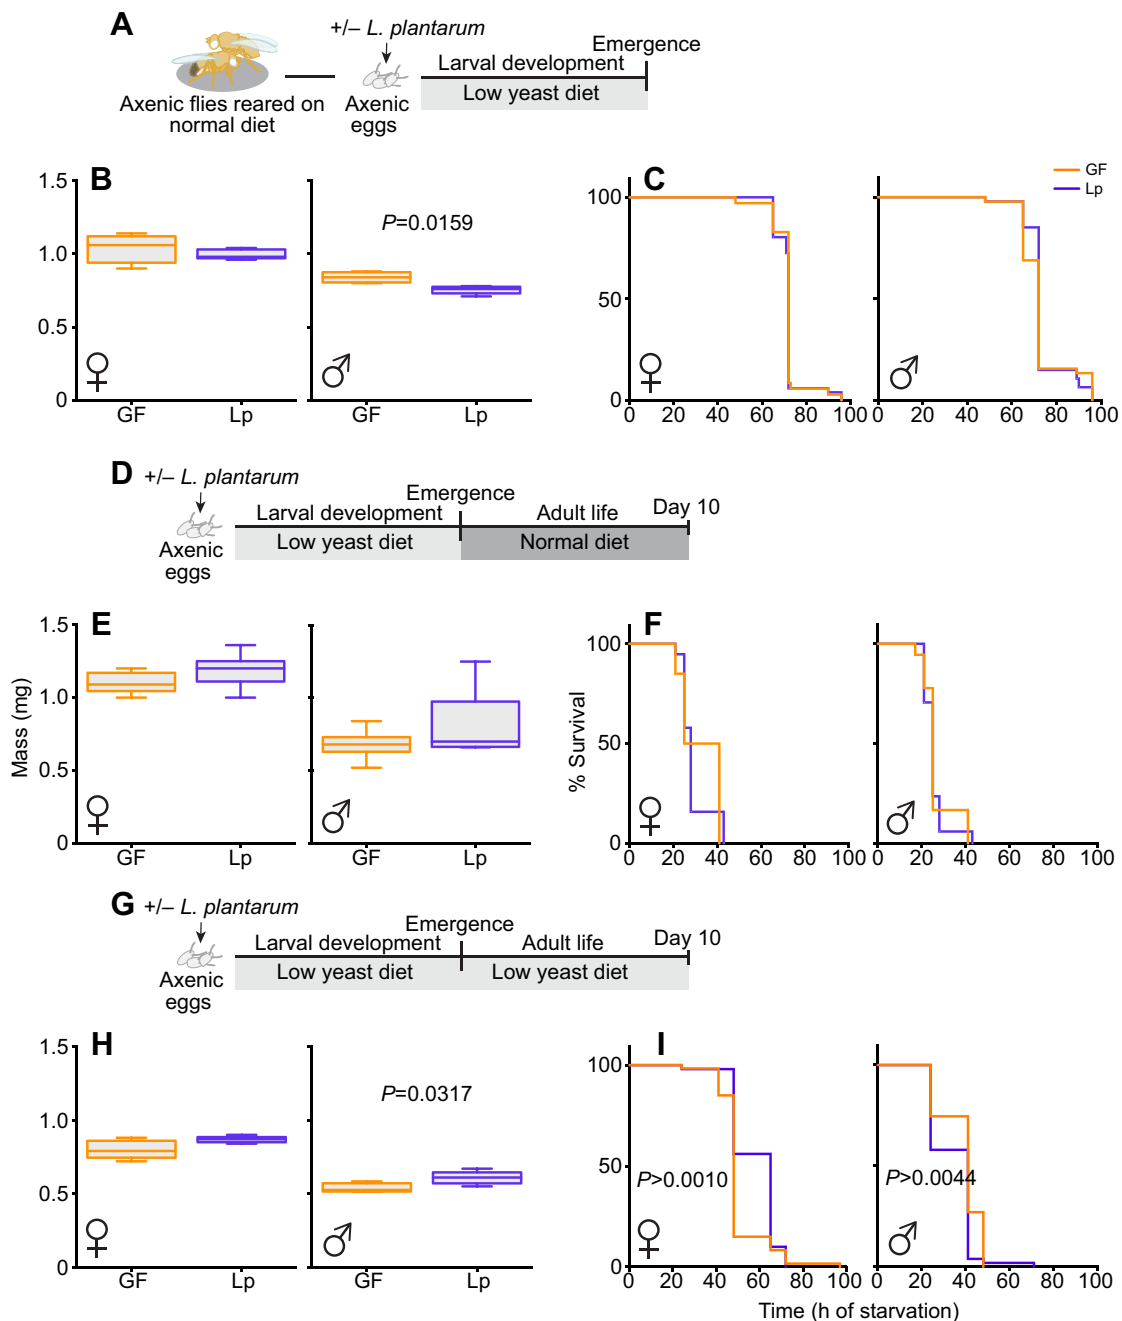 A
+/– L. plantarum
Emergence
Larval development
Low yeast diet
Axenic flies reared on
normal diet
Axenic
eggs
B
1.5
1.0
0.5
0
GF
Lp
P=0.0159
GF
Lp
C
GF
Lp
100
50
0
0 20 40 60 80 100
0 20 40 60 80 100
D
+/– L. plantarum
Emergence
Day 10
Larval development
Adult life
Low yeast diet
Normal diet
Axenic
eggs
E
Mass (mg)
1.5
1.0
0.5
0
GF
Lp
GF
Lp
F
% Survival
100
50
0
0 20 40 60 80 100
0 20 40 60 80 100
G
+/– L. plantarum
Emergence
Day 10
Larval development
Adult life
Low yeast diet
Low yeast diet
Axenic
eggs
H
1.5
1.0
0.5
0
GF
Lp
P=0.0317
GF
Lp
I
100
50
0
P>0.0010
P>0.0044
0 20 40 60 80 100
0 20 40 60 80 100
Time (h of starvation)